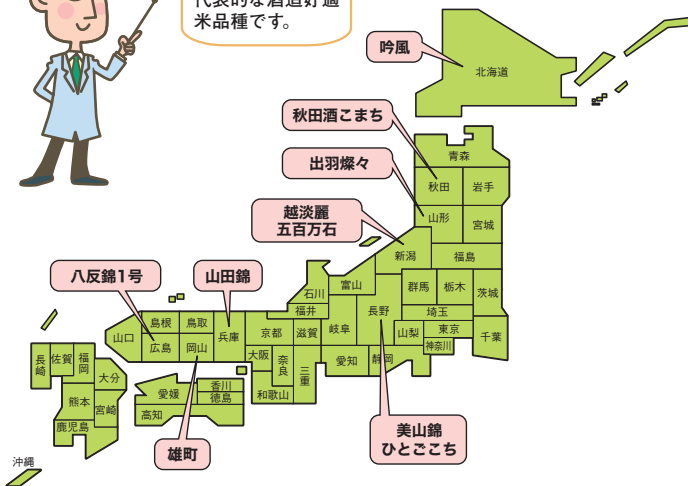 代表的な酒造好適
米品種です。
吟風
北海道
秋田酒こまち
青森
出羽燦々
秋田
岩手
越淡麗
五百万石
山形
宮城
新潟
福島
八反錦1号
山田錦
石川
富山
群馬
栃木
茨城
福井
長野
埼玉
島根
鳥取
兵庫
京都
滋賀
岐阜
山梨
東京
千葉
山口
広島
岡山
神奈川
大阪
奈良
三重
愛知
静岡
長崎
佐賀
福岡
大分
和歌山
愛媛
香川
徳島
高知
熊本
宮崎
鹿児島
美山錦
ひとごこち
雄町
沖縄